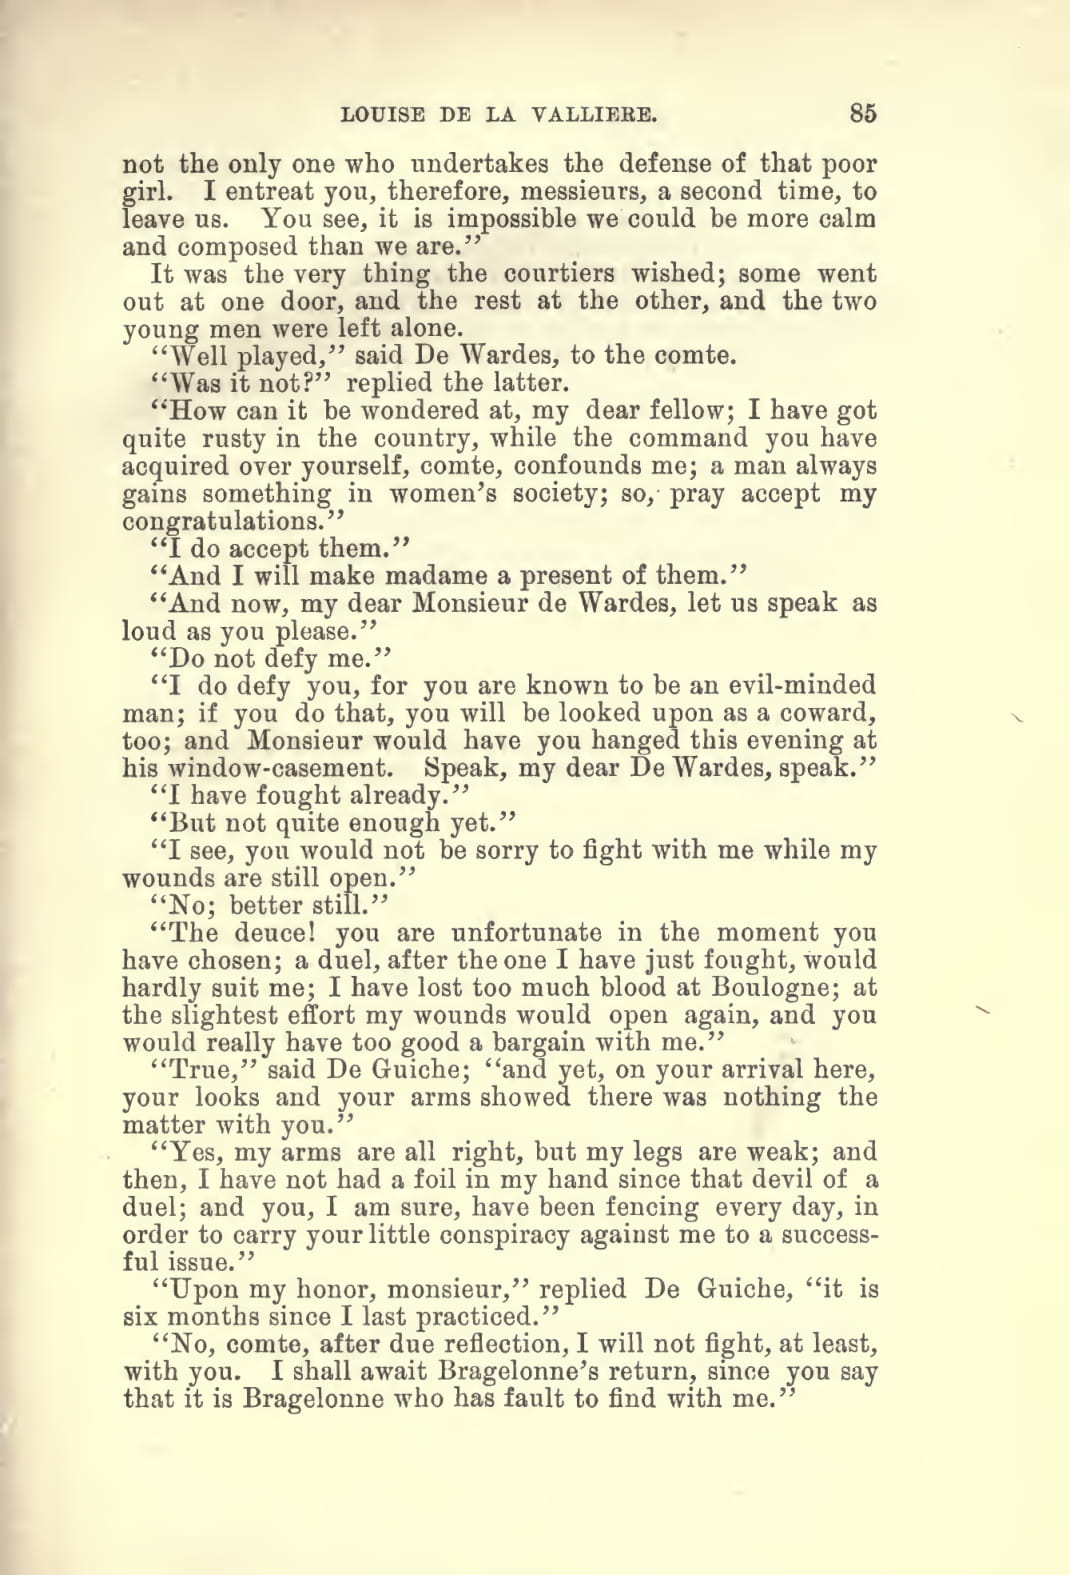 LOUISE DE LA VALLIERE. 85
not the only one who undertakes the defense of that poor
girl. I entreat you, therefore, messieurs, a second time, to
leave us. You see, it is impossible we could be more calm
and composed than we are.”
It was the very thing the courtiers wished; some went
out at one door, and the rest at the other, and the two
young men were left alone.
“Well played,” said De Wardes, to the comte.
“Was it not?” replied the latter.
“How can it be wondered at, my dear fellow; I have got
quite rusty in the country, while the command you have
acquired over yourself, comte, confounds me; a man always
gains something in women’s society; so, pray accept my
congratulations.”
“I do accept them.”
“And I will make madame a present of them.”
“And now, my dear Monsieur de Wardes, let us speak as
loud as you please.”
“Do not defy me.”
“I do defy you, for you are known to be an evil-minded
man; if you do that, you will be looked upon as a coward,
too; and Monsieur would have you hanged this evening at
his window-casement. Speak, my dear De Wardes, speak.”
“I have fought already.”
“But not quite enough yet.”
“I see, you would not be sorry to fight with me while my
wounds are still open.”
“No; better still.”
“The deuce! you are unfortunate in the moment you
have chosen; a duel, after the one I have just fought, would
hardly suit me; I have lost too much blood at Boulogne; at
the slightest effort my wounds would open again, and you
would really have too good a bargain with me.”
“True,” said De Guiche; “and yet, on your arrival here,
your looks and your arms showed there was nothing the
matter with you.”
“Yes, my arms are all right, but my legs are weak; and
then, I have not had a foil in my hand since that devil of a
duel; and you, I am sure, have been fencing every day, in
order to carry your little conspiracy against me to a success-
ful issue.”
“Upon my honor, monsieur,” replied De Guiche, “it is
six months since I last practiced.”
“No, comte, after due reflection, I will not fight, at least,
with you. I shall await Bragelonne’s return, since you say
that it is Bragelonne who has fault to find with me.”